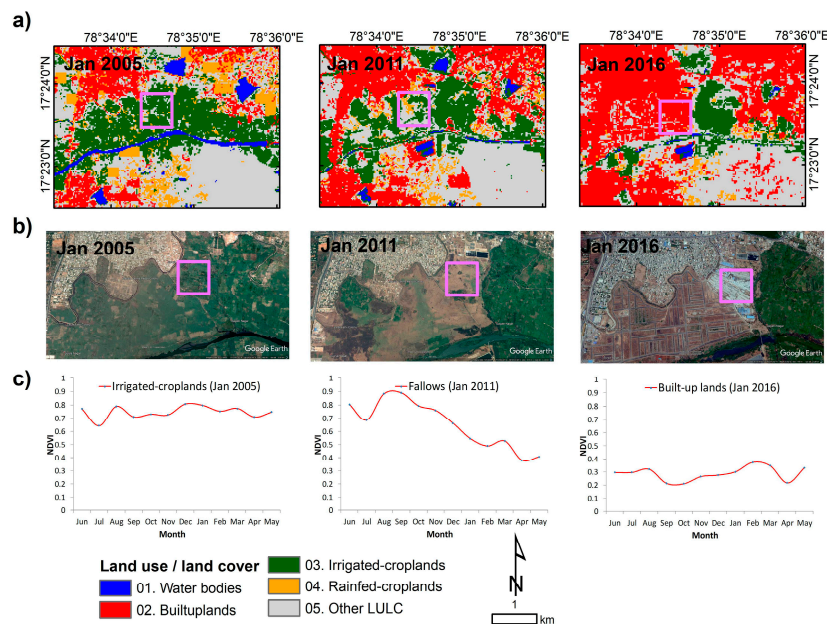 a)
78°34'0"E 78°35'0"E 78°36'0"E
78°34'0"E 78°35'0"E 78°36'0"E
78°34'0"E 78°35'0"E 78°36'0"E
Jan 2005
Jan 2011
Jan 2016
17°24'0"N
17°23'0"N
17°24'0"N
17°23'0"N
b)
Jan 2005
Jan 2011
Jan 2016
Google Earth
Google Earth
Google Earth
c)
Irrigated-croplands (Jan 2005)
NDVI
1
0.9
0.8
0.7
0.6
0.5
0.4
0.3
0.2
0.1
0
Jun Jul Aug Sep Oct Nov Dec Jan Feb Mar Apr May
Month
Fallows (Jan 2011)
NDVI
1
0.9
0.8
0.7
0.6
0.5
0.4
0.3
0.2
0.1
0
Jun Jul Aug Sep Oct Nov Dec Jan Feb Mar Apr May
Month
Built-up lands (Jan 2016)
NDVI
1
0.9
0.8
0.7
0.6
0.5
0.4
0.3
0.2
0.1
0
Jun Jul Aug Sep Oct Nov Dec Jan Feb Mar Apr May
Month
Land use / land cover
01. Water bodies
02. Builtuplands
03. Irrigated-croplands
04. Rainfed-croplands
05. Other LULC
N
1
km